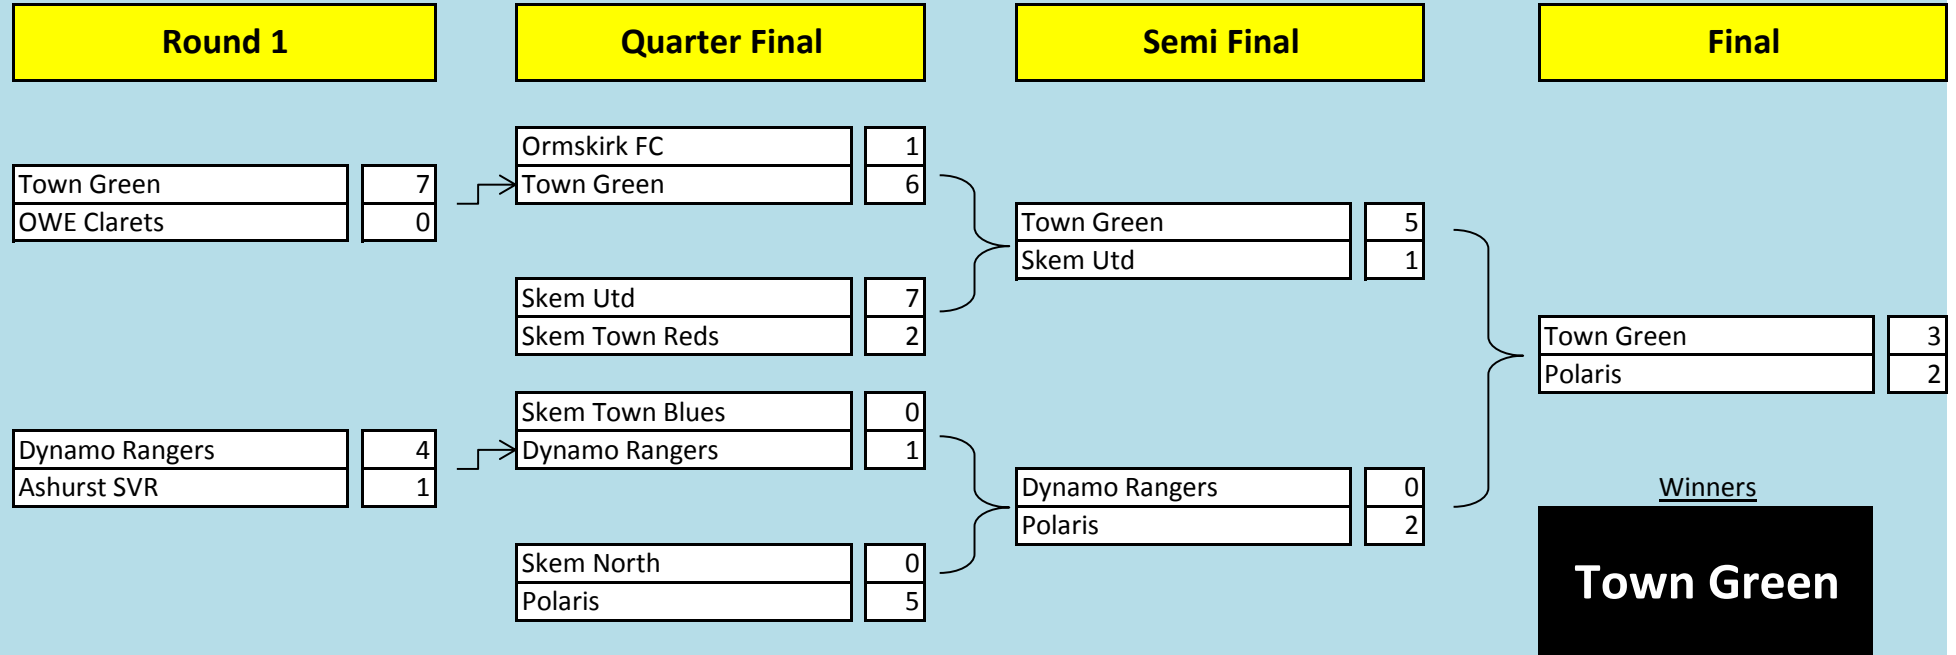 Round 1
Quarter Final
Semi Final
Final
Town Green 7
OWE Clarets 0
Dynamo Rangers 4
Ashurst SVR 1
Ormskirk FC 1
Town Green 6
Skem Utd 7
Skem Town Reds 2
Skem Town Blues 0
Dynamo Rangers 1
Skem North 0
Polaris 5
Town Green 5
Skem Utd 1
Dynamo Rangers 0
Polaris 2
Town Green 3
Polaris 2
Winners
Town Green